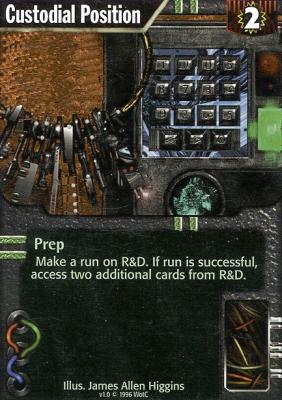 Custodial Position
2
Prep
Make a run on R&D. If run is successful,
access two additional cards from R&D.
Illus. James Allen Higgins
v1.0 © 1996 WotC